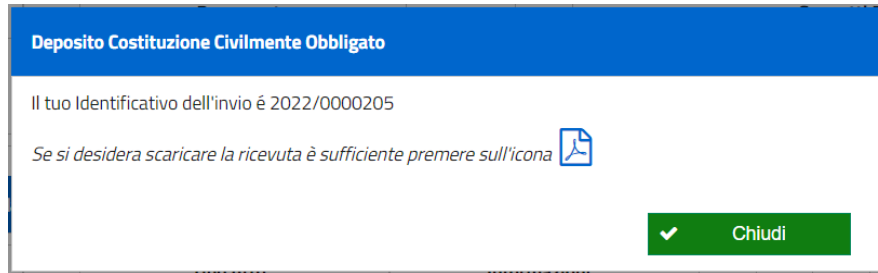 Deposito Costituzione Civilmente Obbligato
Il tuo Identificativo dell'invio é 2022/0000205
Se si desidera scaricare la ricevuta è sufficiente premere sull'icona
Chiudi